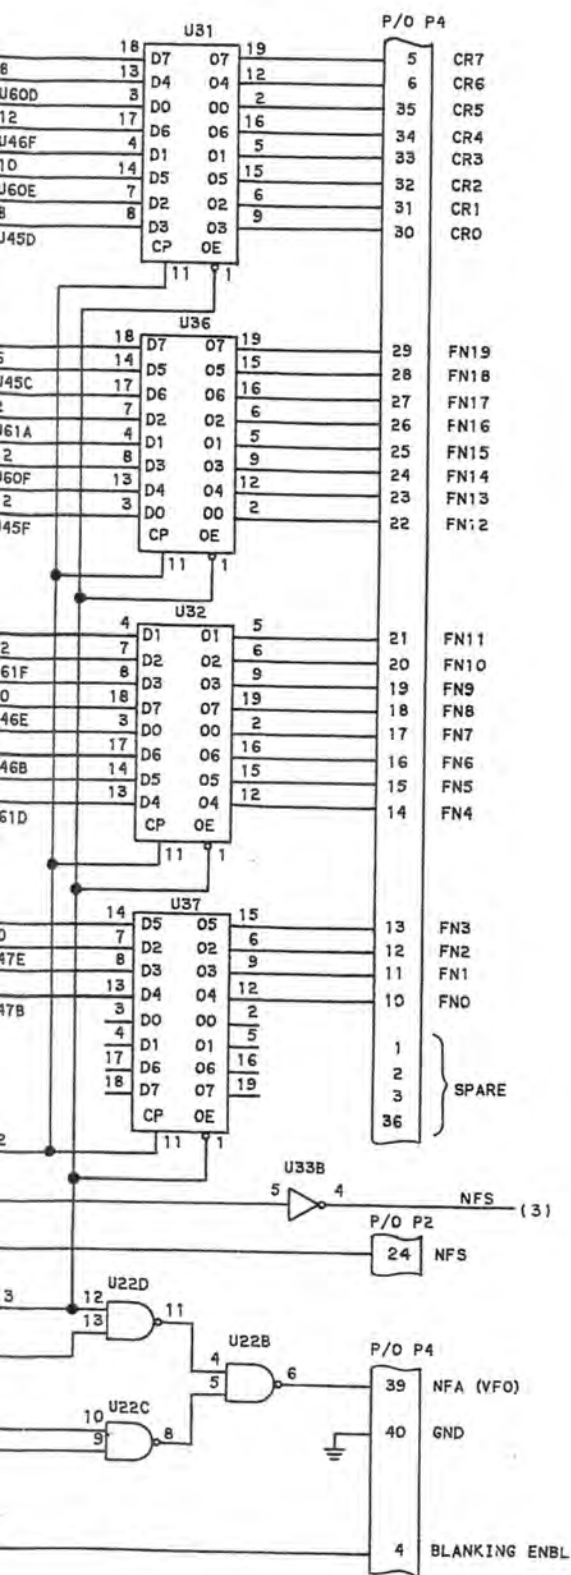 U31 P/O P4
18 D7 O7 19 5 CR7
8 13 D4 O4 12 6 CR6
U60D 3 D0 O0 2 35 CR5
12 17 D6 O6 16 34 CR4
U46F 4 D1 O1 5 33 CR3
10 14 D5 O5 15 32 CR2
U60E 7 D2 O2 6 31 CR1
8 8 D3 O3 9 30 CR0
U45D CP OE
11 1
U36
18 D7 O7 19 29 FN19
14 D5 O5 15 28 FN18
U45C 17 D6 O6 16 27 FN17
7 D2 O2 6 26 FN16
U61A 4 D1 O1 5 25 FN15
2 8 D3 O3 9 24 FN14
U60F 13 D4 O4 12 23 FN13
2 3 D0 O0 2 22 FN12
U45F CP OE
11 1
U32
4 D1 O1 5 21 FN11
2 7 D2 O2 6 20 FN10
61F 8 D3 O3 9 19 FN9
0 18 D7 O7 19 18 FN8
46E 3 D0 O0 2 17 FN7
17 D6 O6 16 16 FN6
46B 14 D5 O5 15 15 FN5
13 D4 O4 12 14 FN4
61D CP OE
11 1
U37
14 D5 O5 15 13 FN3
0 7 D2 O2 6 12 FN2
47E 8 D3 O3 9 11 FN1
13 D4 O4 12 10 FN0
47B 3 D0 O0 2
4 D1 O1 5 1
17 D6 O6 16 2
18 D7 O7 19 3 SPARE
CP OE 36
2 11 1
U33B
5 4 NFS (3)
P/O P2
24 NFS
3 12 U22D 11
13 U22B P/O P4
4 6 39 NFA (VFO)
5
10 U22C 8 40 GND
9
4 BLANKING ENBL